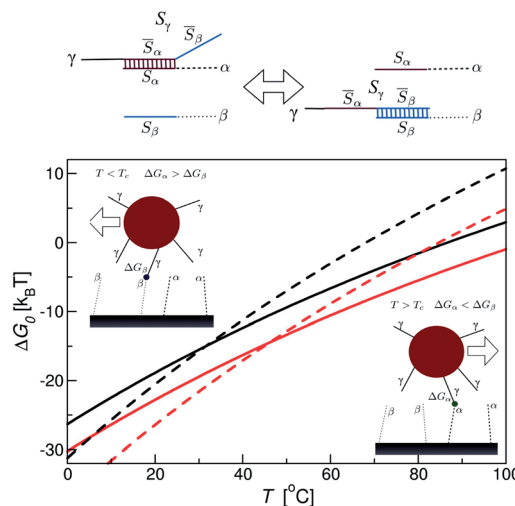 S_γ
S̅_α S̅_β
γ S_α α
S_β β
S_α α
S̅_α S_γ S̅_β
γ S_β β
10
0
-10
-20
-30
ΔG₀ [k_BT]
T < T_c ΔG_α > ΔG_β
γ γ
γ γ γ
ΔG_β
β β α α
T > T_c ΔG_α < ΔG_β
γ γ
γ γ γ
ΔG_α
β β α α
0 20 40 60 80 100
T [°C]